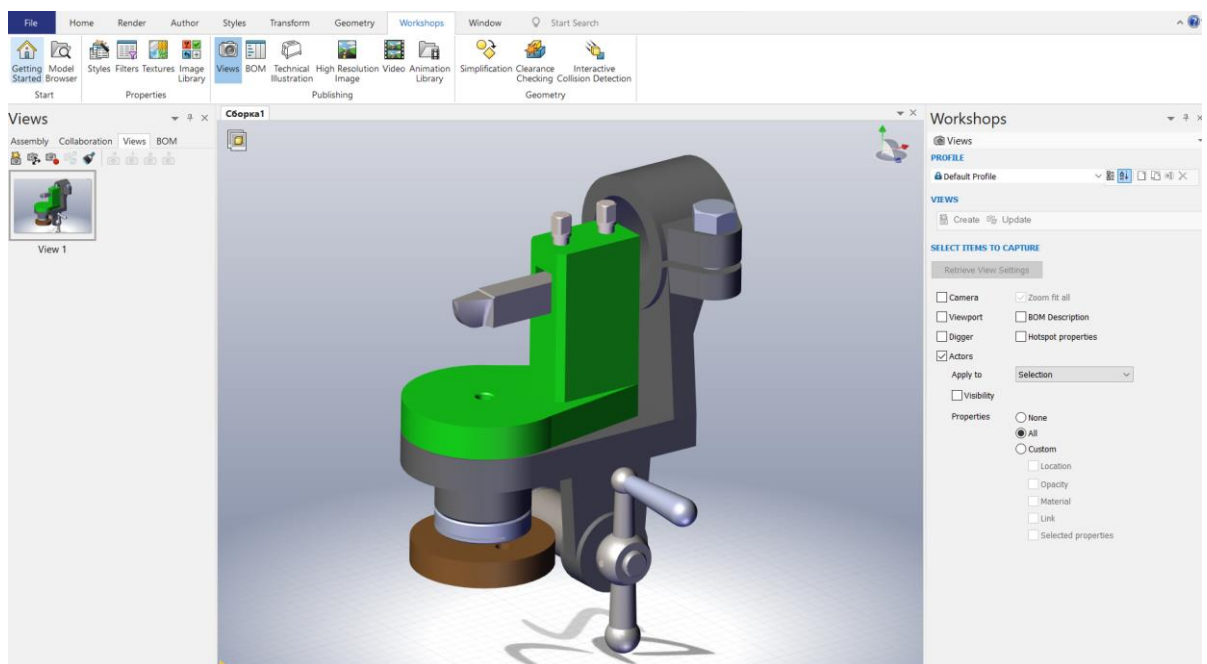 File Home Render Author Styles Transform Geometry Workshops Window Start Search
Getting Started Model Browser Styles Filters Textures Image Library Views BOM Technical Illustration High Resolution Image Video Animation Library Simplification Clearance Checking Interactive Collision Detection
Start Properties Publishing Geometry
Views
Assembly Collaboration Views BOM
View 1
Сборка1
Workshops
Views
PROFILE
Default Profile
VIEWS
Create Update
SELECT ITEMS TO CAPTURE
Retrieve View Settings
Camera Zoom fit all
Viewport BOM Description
Digger Hotspot properties
Actors
Apply to Selection
Visibility
Properties None
All
Custom
Location
Opacity
Material
Link
Selected properties